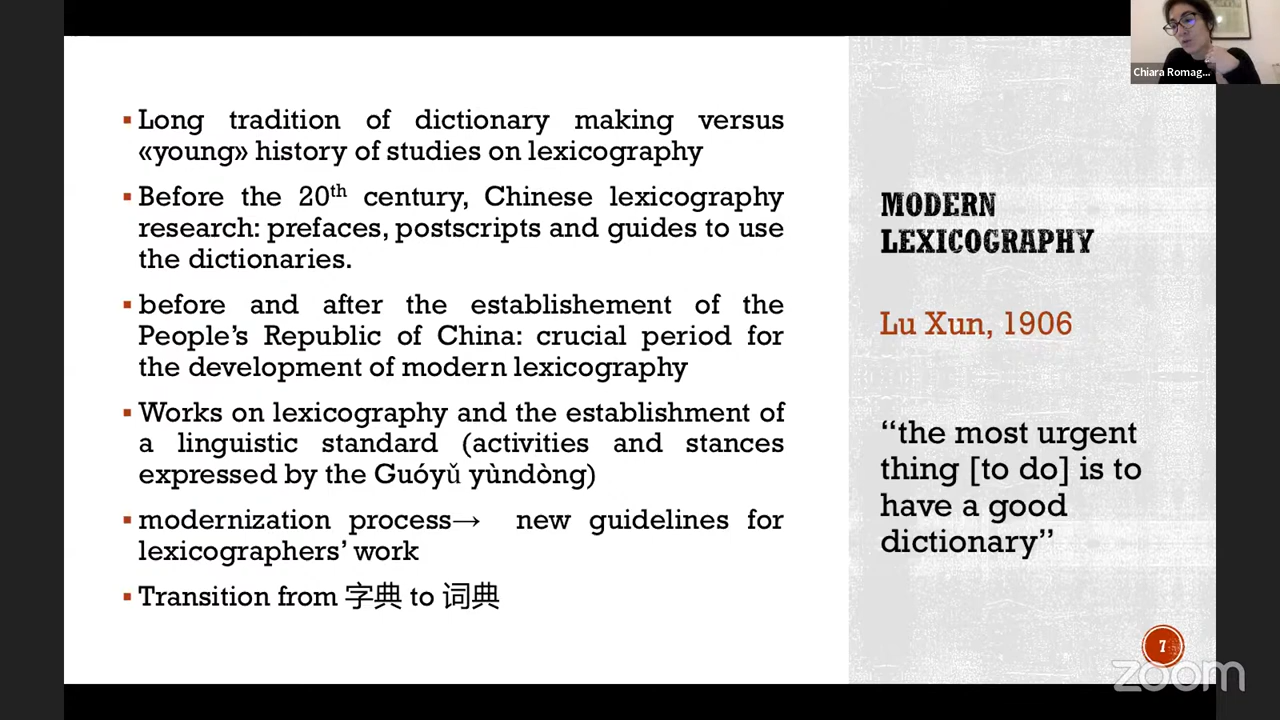 Chiara Romag...
▪Long tradition of dictionary making versus
«young» history of studies on lexicography
▪Before the 20th century, Chinese lexicography
research: prefaces, postscripts and guides to use
the dictionaries.
▪before and after the establishement of the
People's Republic of China: crucial period for
the development of modern lexicography
▪Works on lexicography and the establishment of
a linguistic standard (activities and stances
expressed by the Guóyǔ yùndòng)
▪modernization process→ new guidelines for
lexicographers' work
▪Transition from 字典 to 词典
MODERN
LEXICOGRAPHY
Lu Xun, 1906
“the most urgent
thing [to do] is to
have a good
dictionary”
7
zoom